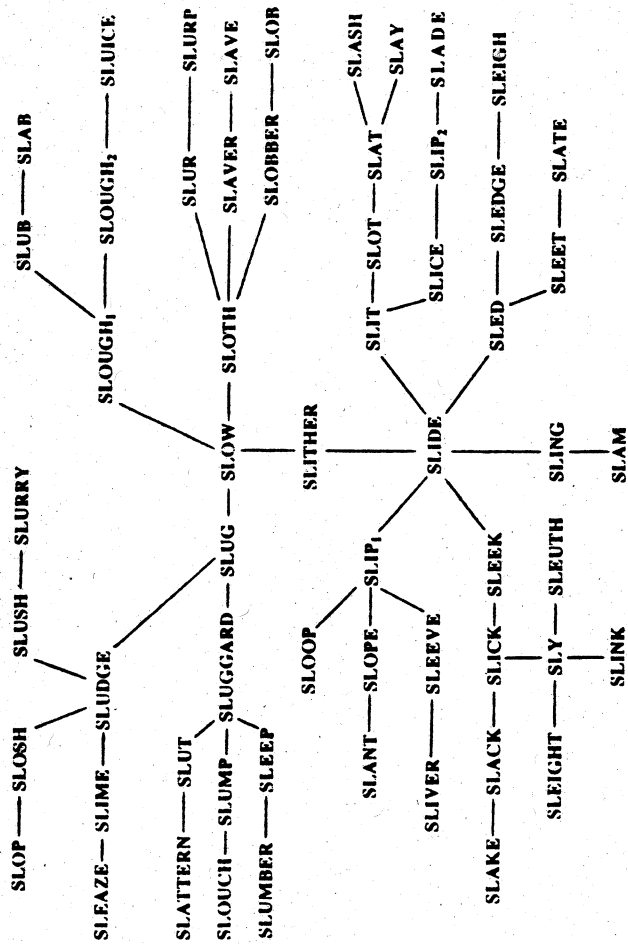 SLOP — SLOSH SLUSH — SLURRY SLUB — SLAB
SLEAZE — SLIME — SLUDGE SLOUGH₁ SLOUGH₂ — SLUICE
SLATTERN — SLUT SLUR — SLURP
SLOUCH — SLUMP — SLUGGARD — SLUG — SLOW — SLOTH SLAVER — SLAVE
SLUMBER — SLEEP SLOBBER — SLOB
SLOOP SLITHER
SLASH
SLANT — SLOPE — SLIP₁ SLIT — SLOT — SLAT
SLAY
SLIVER — SLEEVE SLIDE SLICE — SLIP₂ — SLADE
SLAKE — SLACK — SLICK — SLEEK SLED — SLEDGE — SLEIGH
SLEIGHT — SLY — SLEUTH SLING SLEET — SLATE
SLINK SLAM